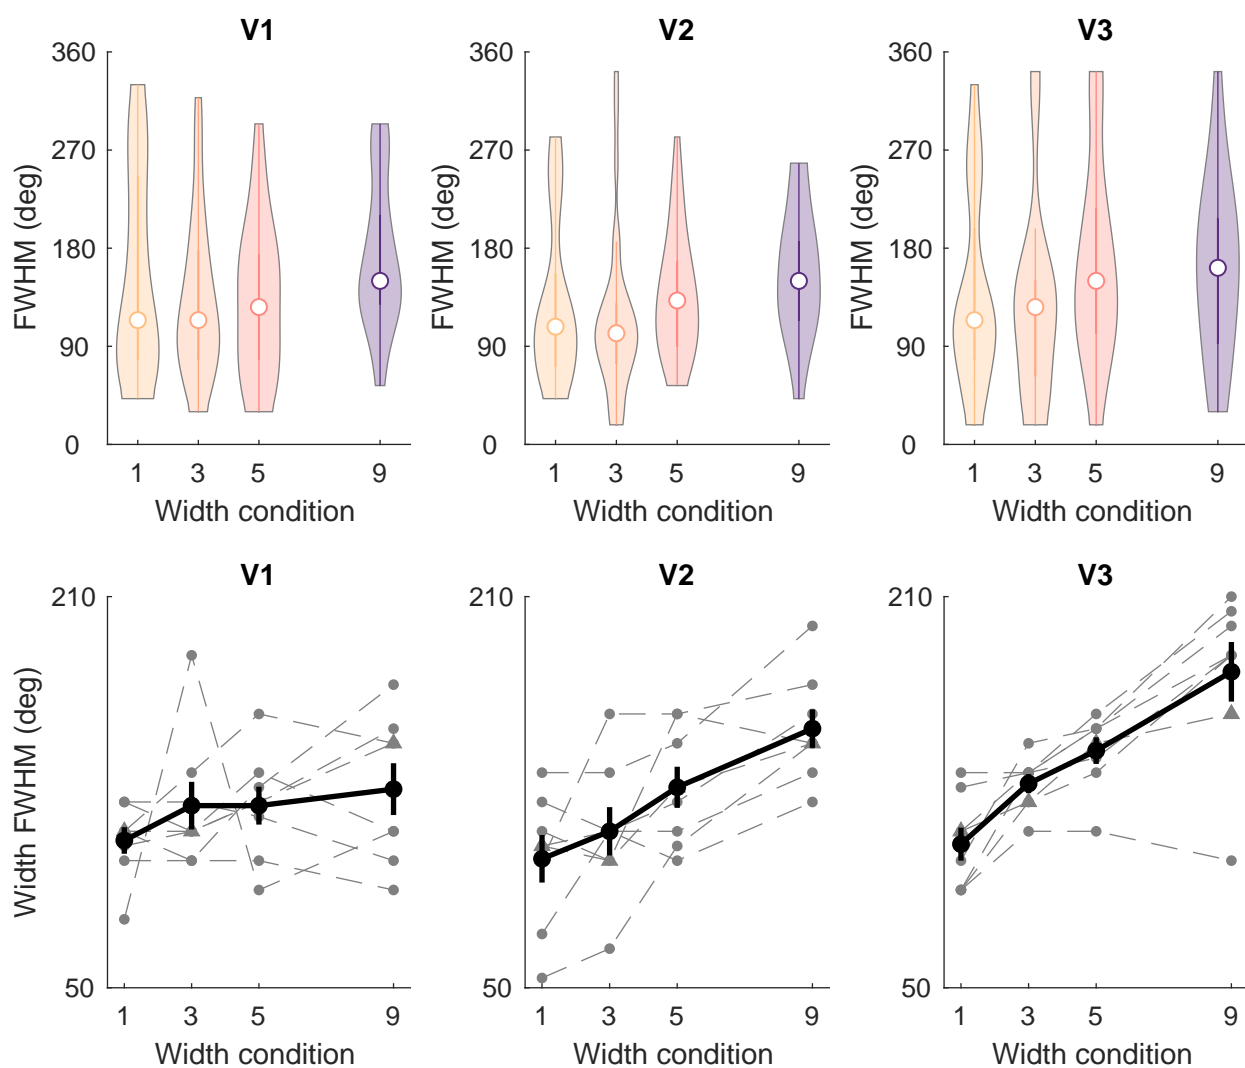 V1
V2
V3
360
270
180
90
0
FWHM (deg)
1 3 5 9
Width condition
360
270
180
90
0
FWHM (deg)
1 3 5 9
Width condition
360
270
180
90
0
FWHM (deg)
1 3 5 9
Width condition
V1
V2
V3
210
50
Width FWHM (deg)
1 3 5 9
Width condition
210
50
1 3 5 9
Width condition
210
50
1 3 5 9
Width condition